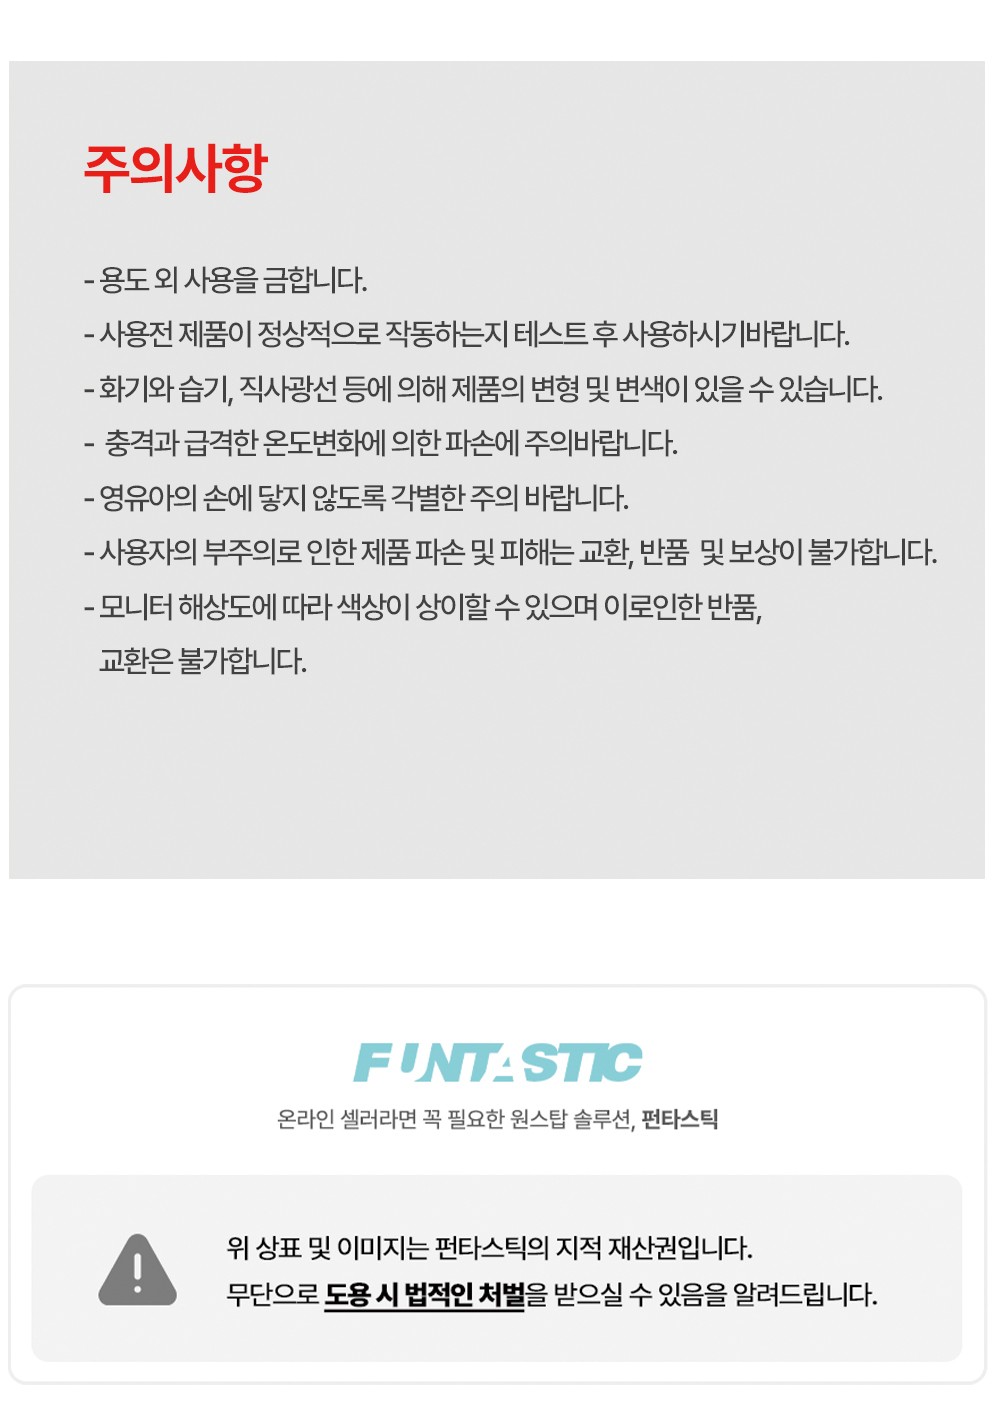 주의사항
- 용도 외 사용을 금합니다.
- 사용전 제품이 정상적으로 작동하는지 테스트 후 사용하시기바랍니다.
- 화기와 습기, 직사광선 등에 의해 제품의 변형 및 변색이 있을 수 있습니다.
- 충격과 급격한 온도변화에 의한 파손에 주의바랍니다.
- 영유아의 손에 닿지 않도록 각별한 주의 바랍니다.
- 사용자의 부주의로 인한 제품 파손 및 피해는 교환, 반품 및 보상이 불가합니다.
- 모니터 해상도에 따라 색상이 상이할 수 있으며 이로인한 반품,
교환은 불가합니다.
FUNTASTIC
온라인 셀러라면 꼭 필요한 원스탑 솔루션, 펀타스틱
위 상표 및 이미지는 펀타스틱의 지적 재산권입니다.
무단으로 도용 시 법적인 처벌을 받으실 수 있음을 알려드립니다.